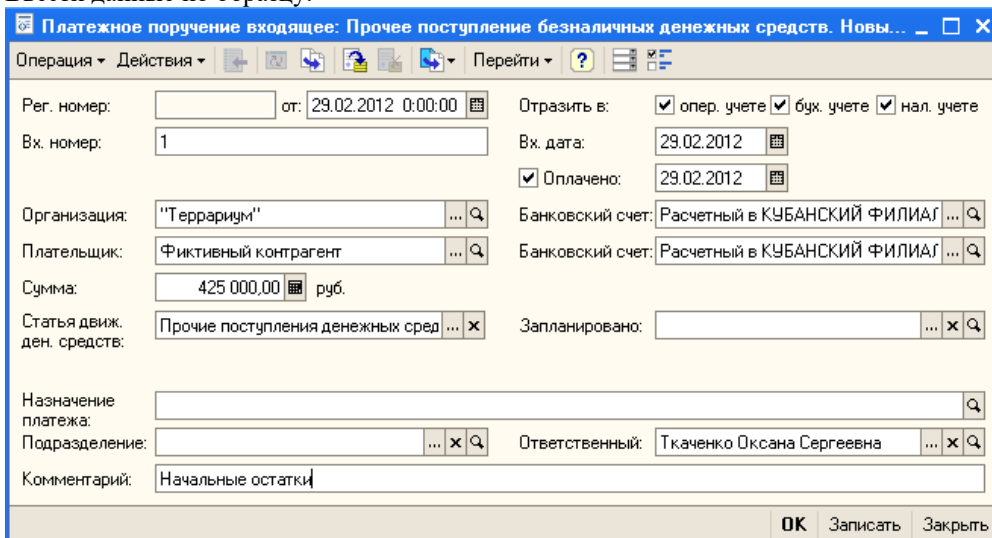 Платежное поручение входящее: Прочее поступление безналичных денежных средств. Новы...
Операция Действия Перейти ?
Рег. номер: от: 29.02.2012 0:00:00 Отразить в: опер. учете бух. учете нал. учете
Вх. номер: 1 Вх. дата: 29.02.2012
Оплачено: 29.02.2012
Организация: "Террариум" ... Банковский счет: Расчетный в КУБАНСКИЙ ФИЛИАЛ ...
Плательщик: Фиктивный контрагент ... Банковский счет: Расчетный в КУБАНСКИЙ ФИЛИАЛ ...
Сумма: 425 000,00 руб.
Статья движ. ден. средств: Прочие поступления денежных сред ... x Запланировано: ... x
Назначение платежа:
Подразделение: ... x Ответственный: Ткаченко Оксана Сергеевна ... x
Комментарий: Начальные остатки
OK Записать Закрыть